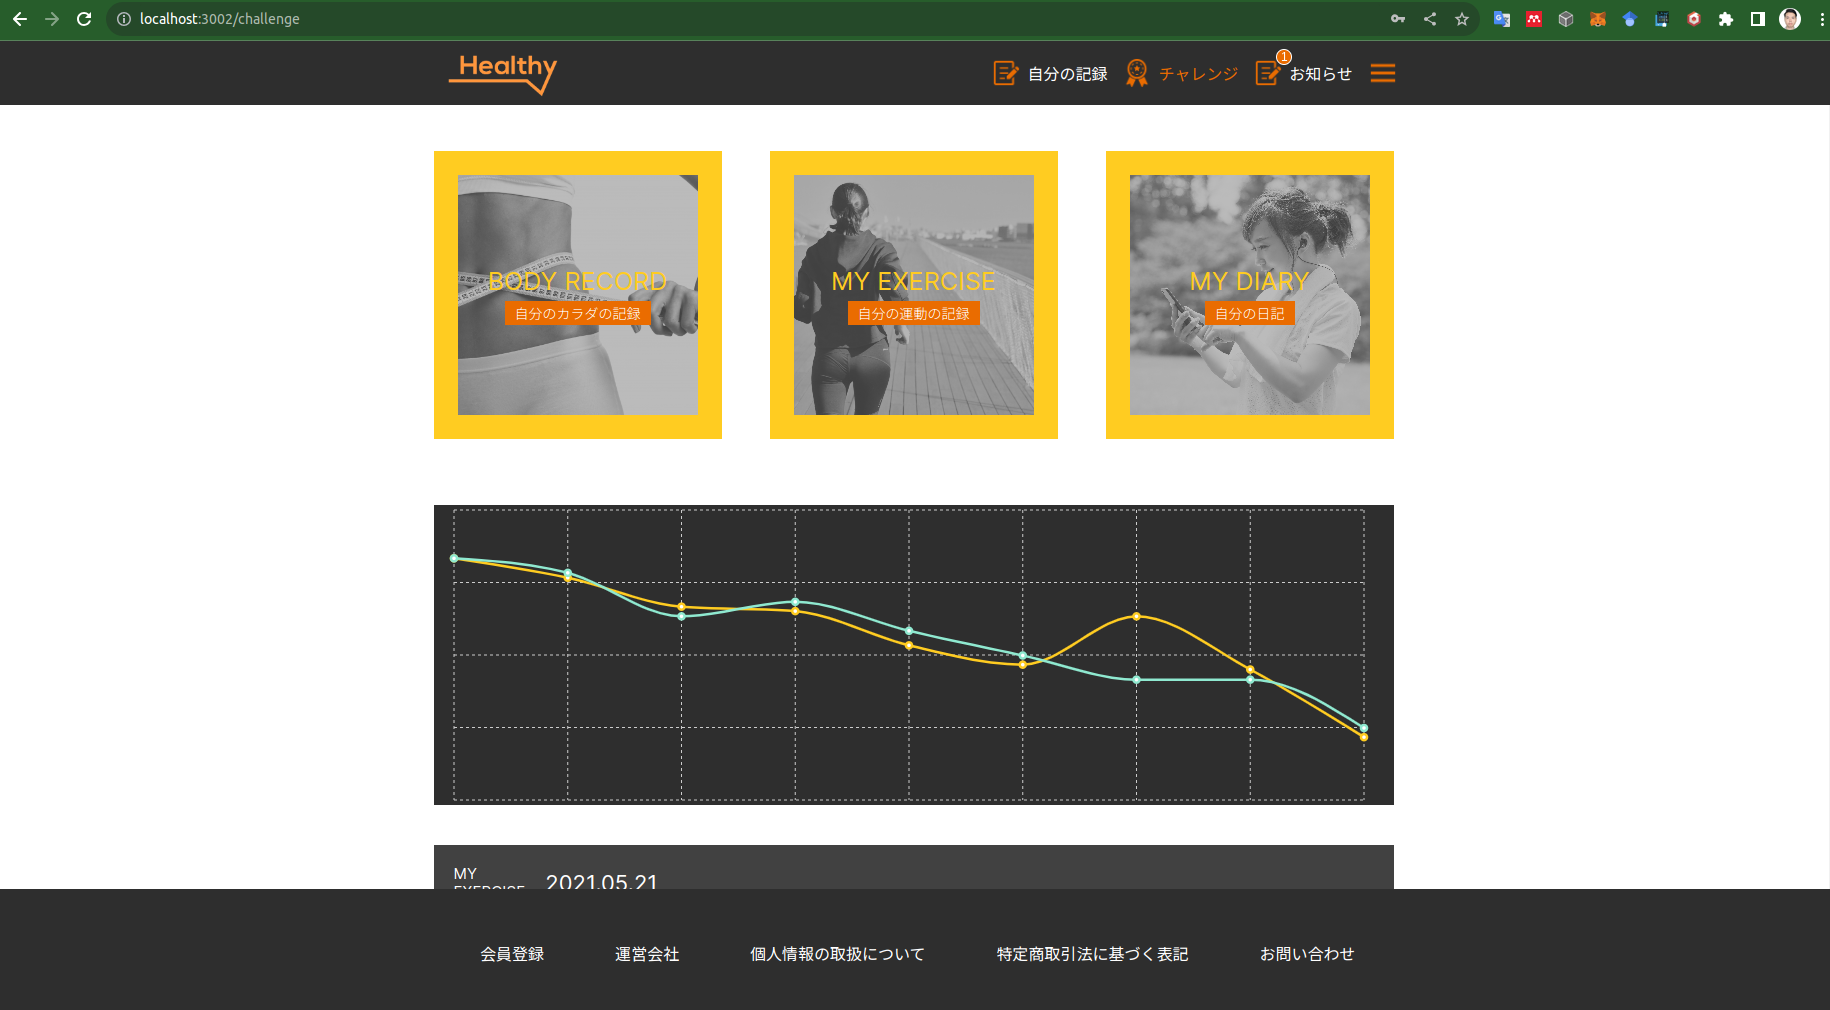 localhost:3002/challenge
Healthy
自分の記録
チャレンジ
1
お知らせ
BODY RECORD
自分のカラダの記録
MY EXERCISE
自分の運動の記録
MY DIARY
自分の日記
MY
EXERCISE
2021.05.21
会員登録
運営会社
個人情報の取扱について
特定商取引法に基づく表記
お問い合わせ